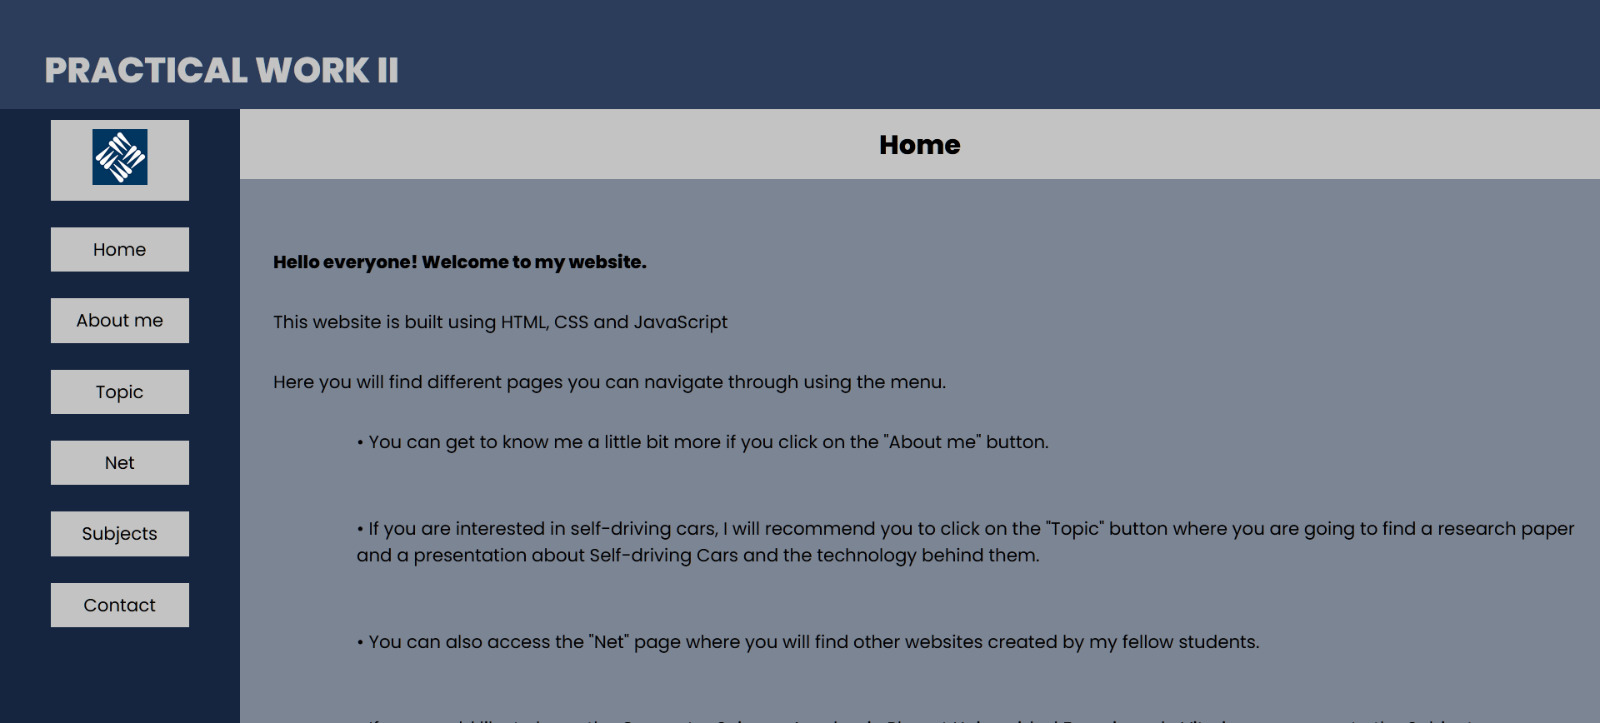 PRACTICAL WORK II
Home
Home
About me
Topic
Net
Subjects
Contact
Hello everyone! Welcome to my website.
This website is built using HTML, CSS and JavaScript
Here you will find different pages you can navigate through using the menu.
• You can get to know me a little bit more if you click on the "About me" button.
• If you are interested in self-driving cars, I will recommend you to click on the "Topic" button where you are going to find a research paper
and a presentation about Self-driving Cars and the technology behind them.
• You can also access the "Net" page where you will find other websites created by my fellow students.